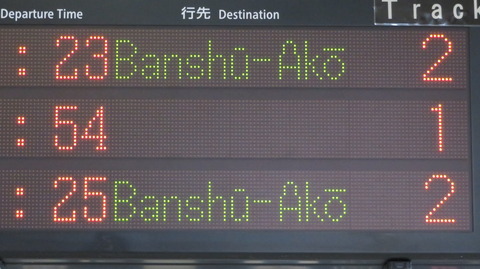 Departure Time 行先 Destination Track
:23 Banshū-Akō 2
:54 1
:25 Banshū-Akō 2